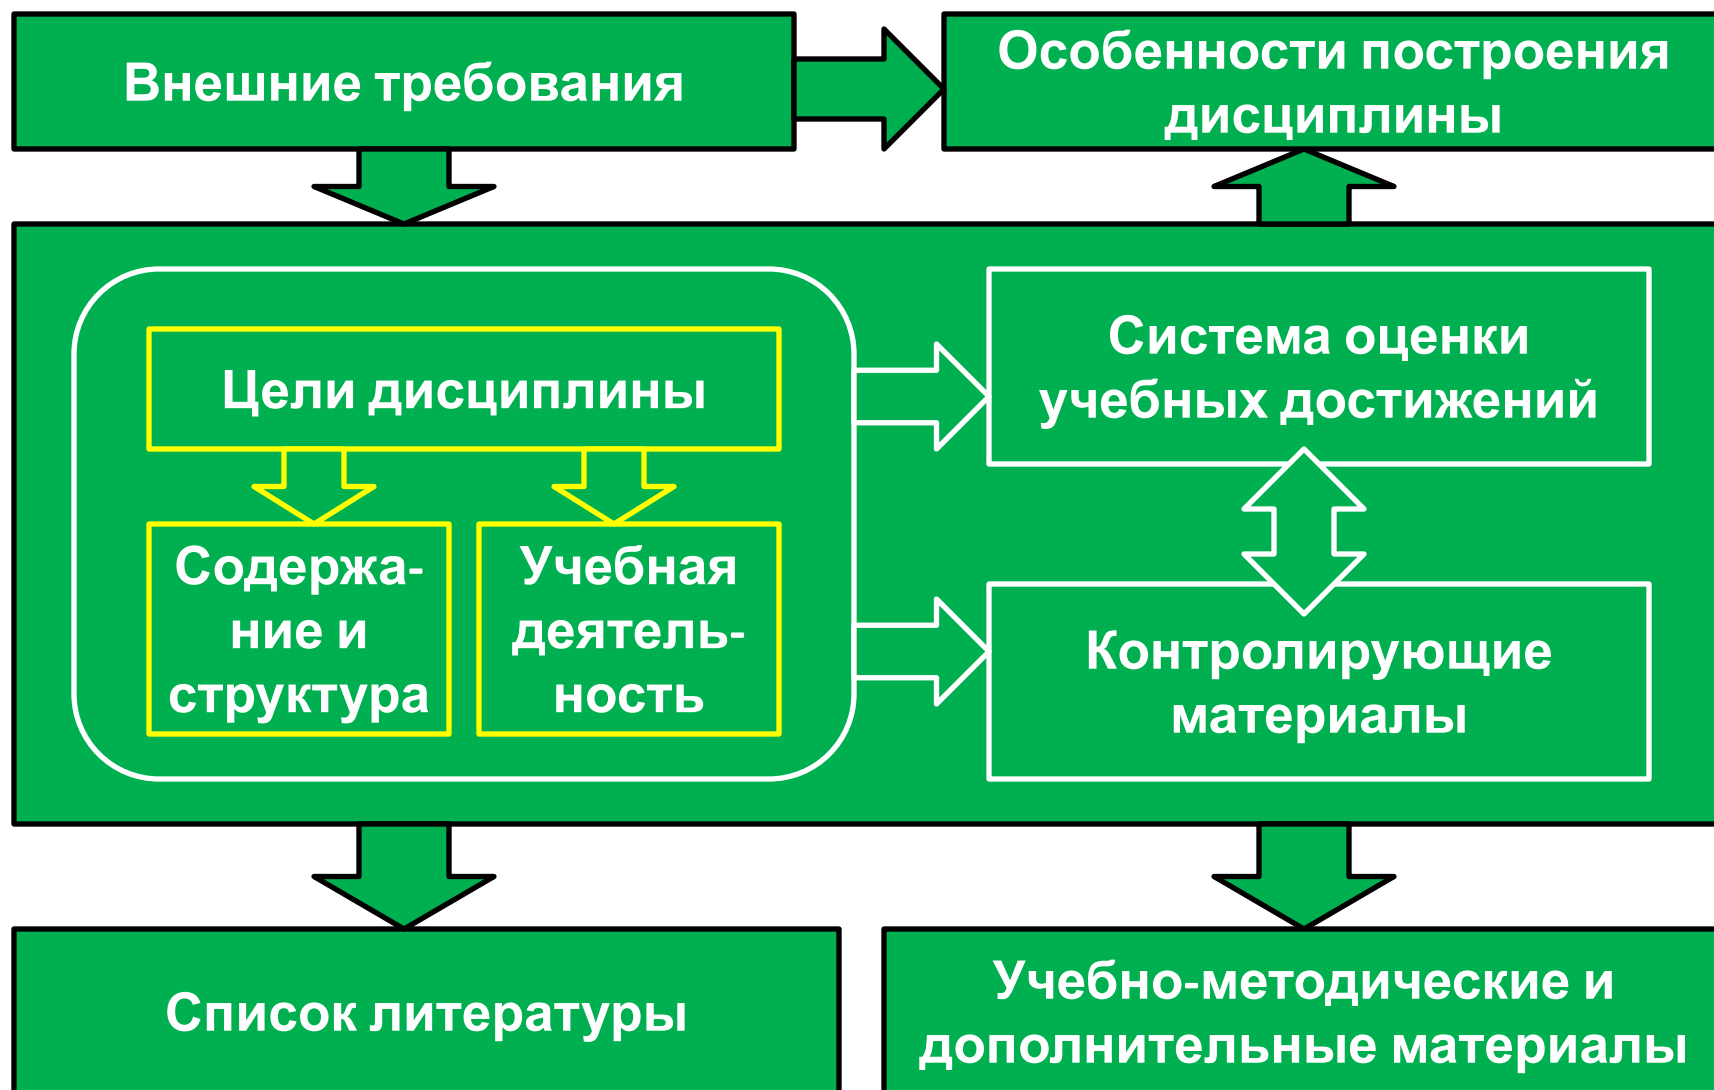 Внешние требования
Особенности построения
дисциплины
Цели дисциплины
Содержа-
ние и
структура
Учебная
деятель-
ность
Система оценки
учебных достижений
Контролирующие
материалы
Список литературы
Учебно-методические и
дополнительные материалы